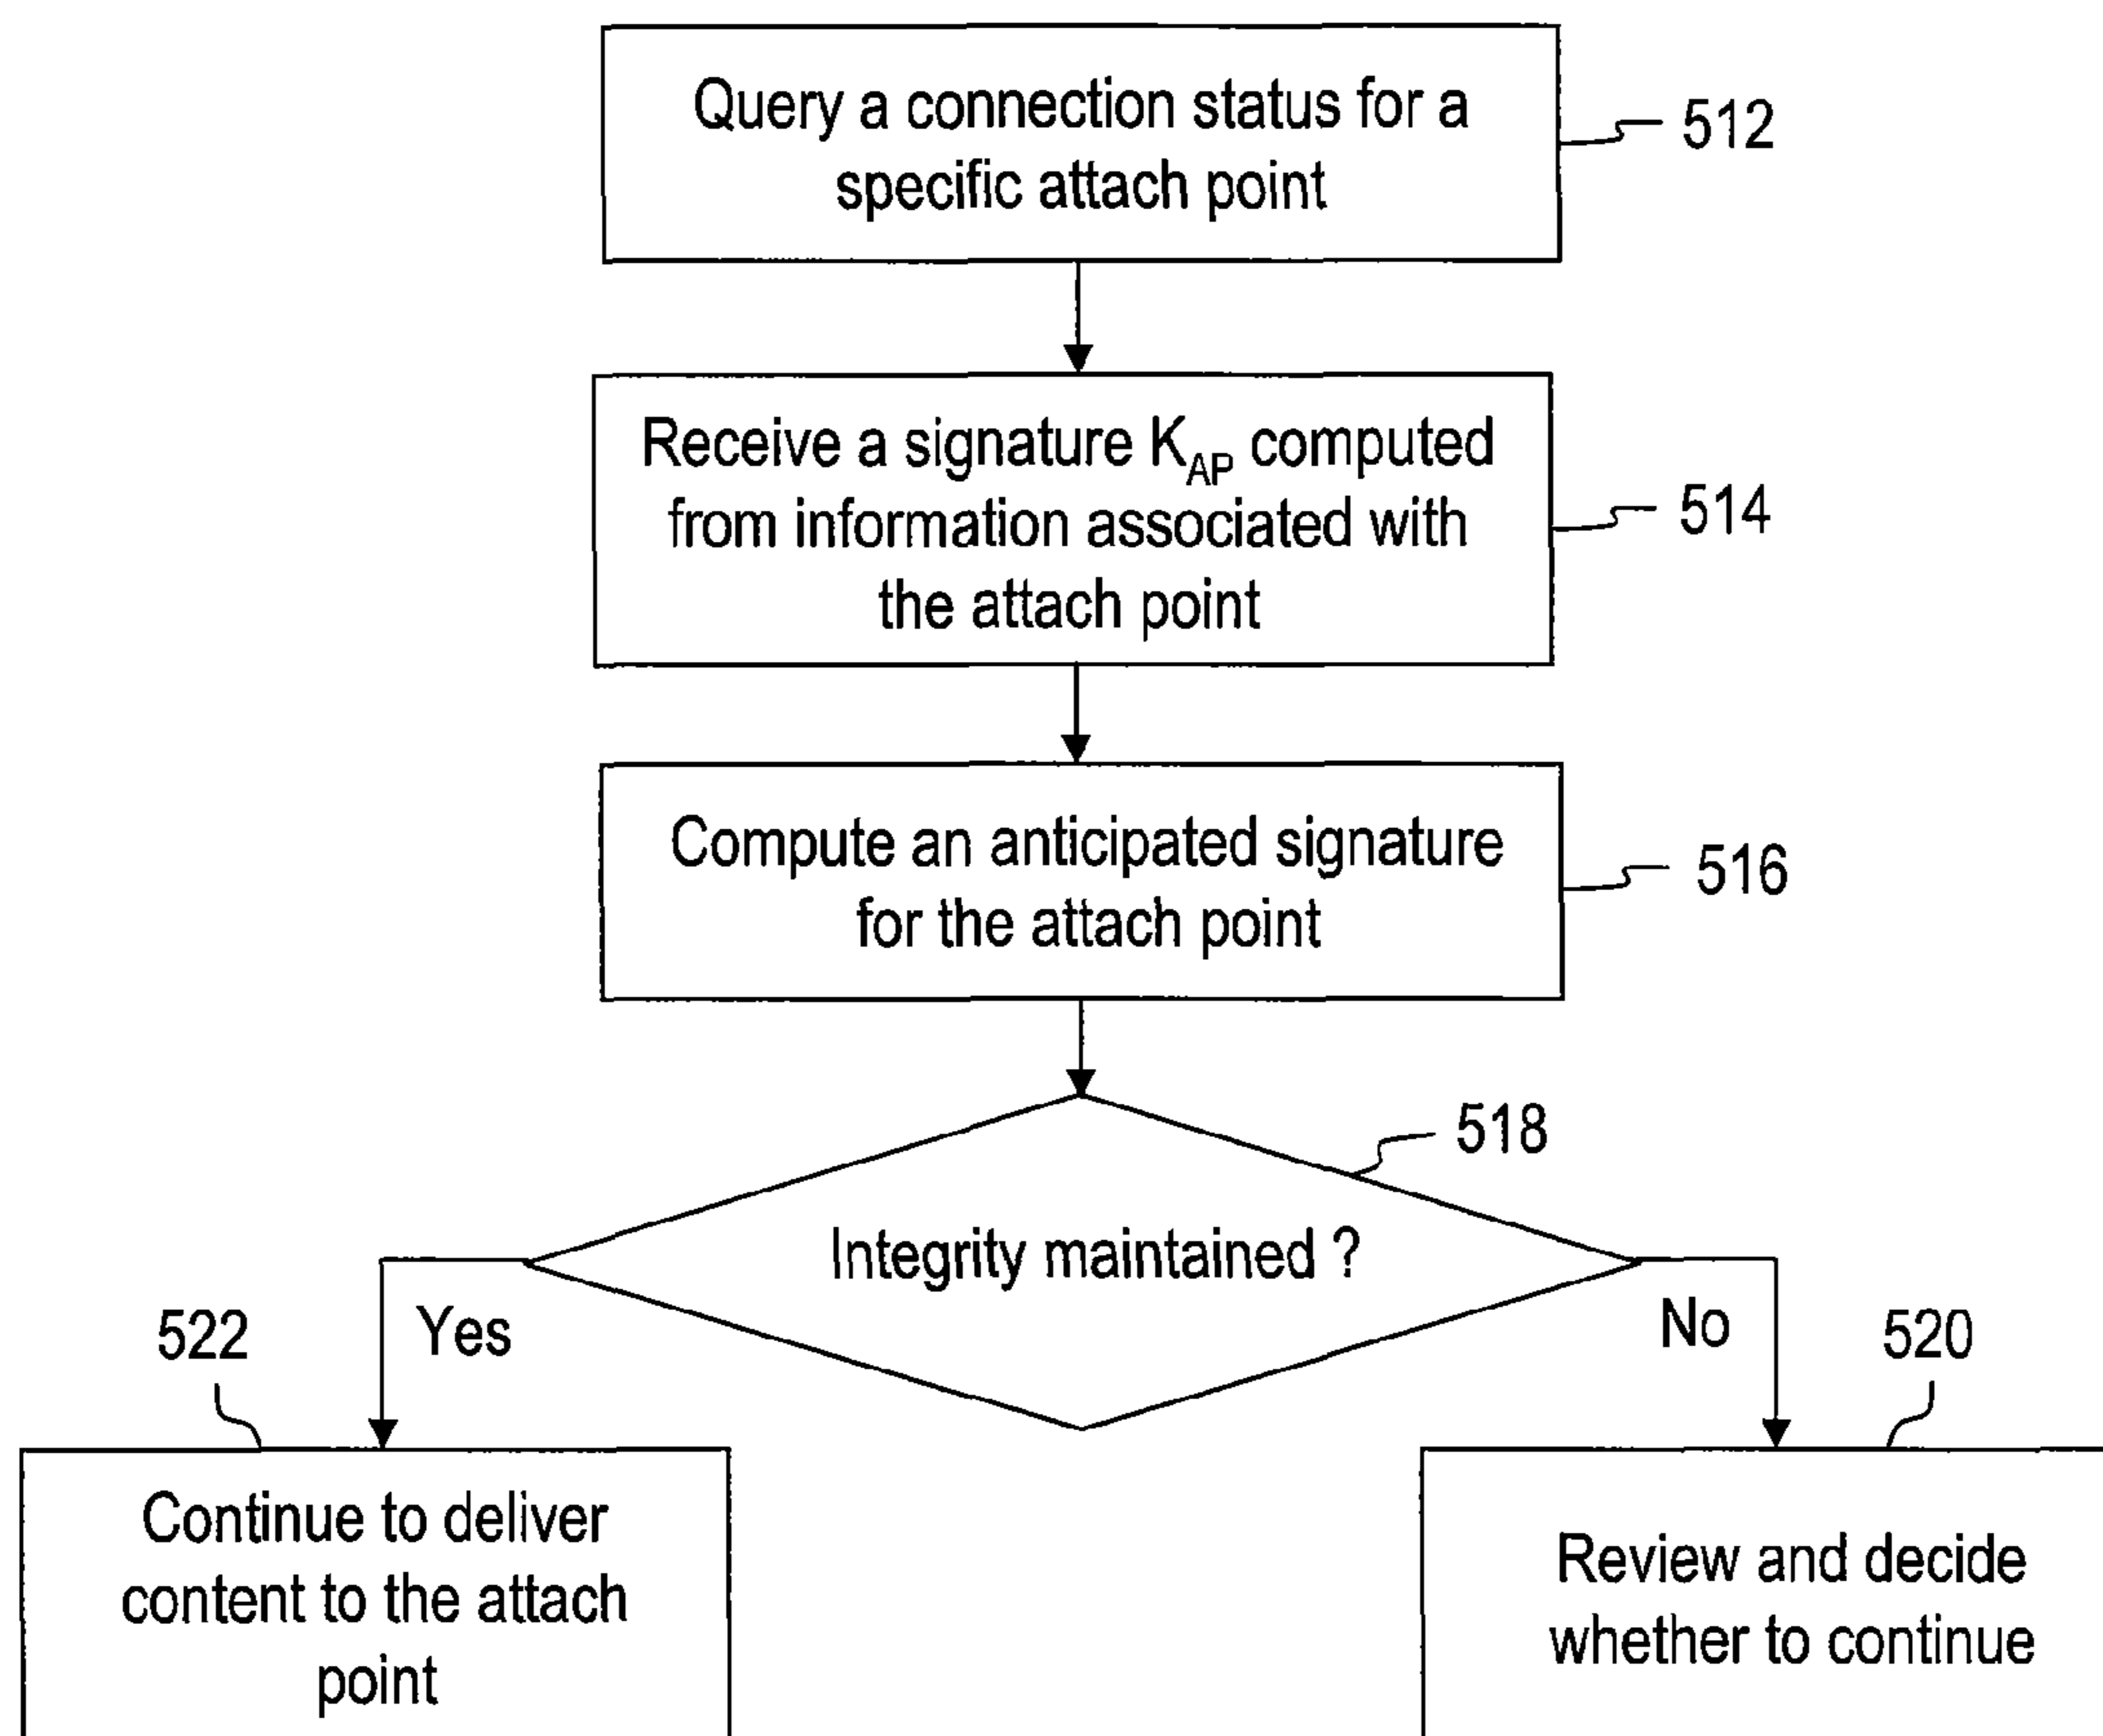 Query a connection status for a
specific attach point
512
Receive a signature K_AP computed
from information associated with
the attach point
514
Compute an anticipated signature
for the attach point
516
518
Integrity maintained ?
Yes
No
522
520
Continue to deliver
content to the attach
point
Review and decide
whether to continue